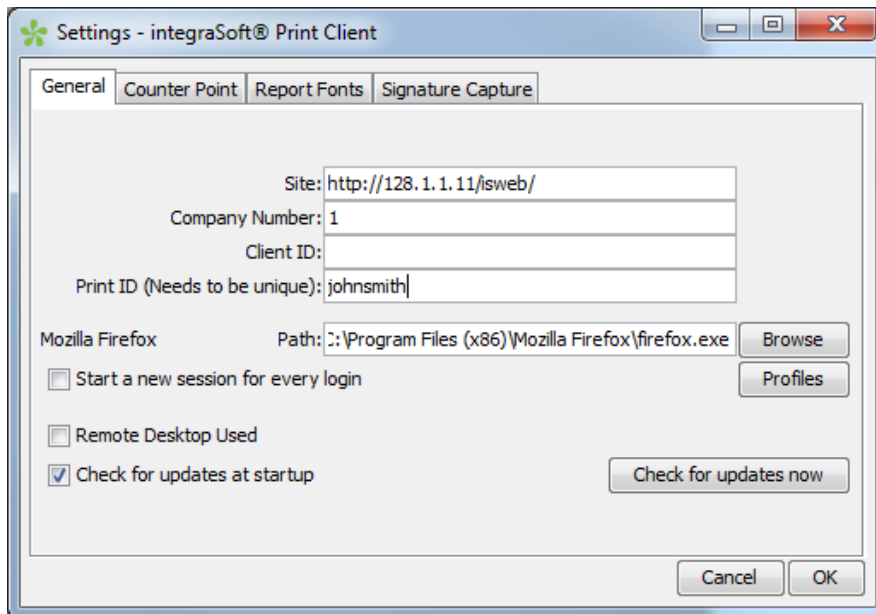 Settings - integraSoft® Print Client
General Counter Point Report Fonts Signature Capture
Site: http://128.1.1.11/isweb/
Company Number: 1
Client ID:
Print ID (Needs to be unique): johnsmith
Mozilla Firefox Path: C:\Program Files (x86)\Mozilla Firefox\firefox.exe Browse
Start a new session for every login Profiles
Remote Desktop Used
Check for updates at startup Check for updates now
Cancel OK